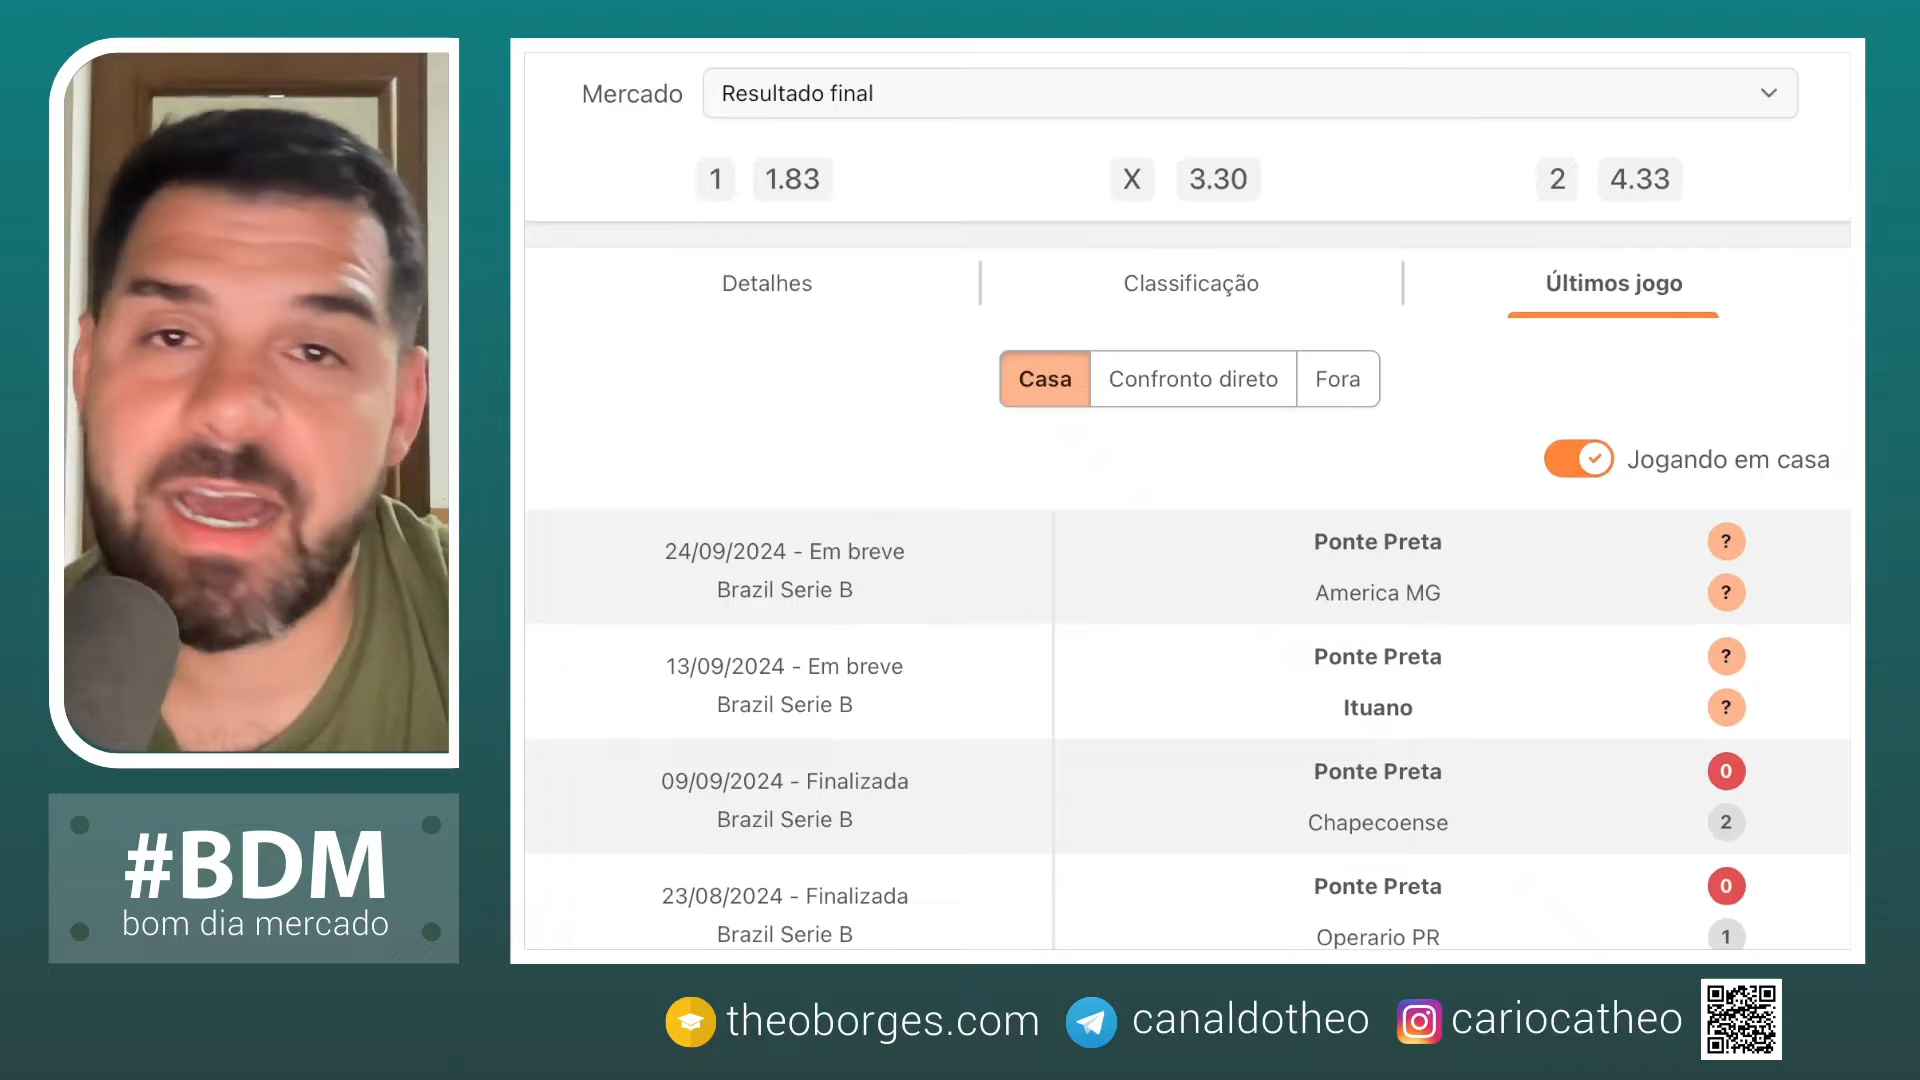 Mercado Resultado final
1 1.83 X 3.30 2 4.33
Detalhes Classificação Últimos jogo
Casa Confronto direto Fora
Jogando em casa
24/09/2024 - Em breve
Brazil Serie B
Ponte Preta ?
America MG ?
13/09/2024 - Em breve
Brazil Serie B
Ponte Preta ?
Ituano ?
09/09/2024 - Finalizada
Brazil Serie B
Ponte Preta 0
Chapecoense 2
23/08/2024 - Finalizada
Brazil Serie B
Ponte Preta 0
Operario PR 1
#BDM
bom dia mercado
theoborges.com canaldotheo cariocatheo